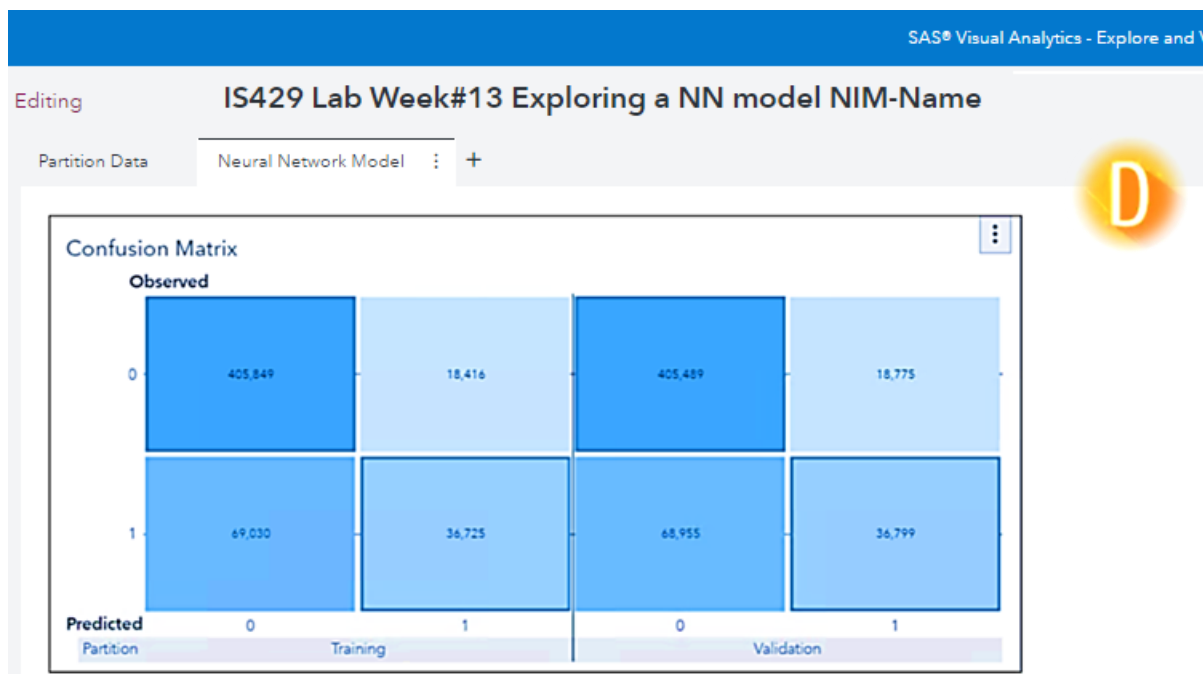 SAS® Visual Analytics - Explore and V
Editing
IS429 Lab Week#13 Exploring a NN model NIM-Name
Partition Data
Neural Network Model
+
D
Confusion Matrix
Observed
0 405,849 18,416 405,489 18,775
1 69,030 36,725 68,955 36,799
Predicted 0 1 0 1
Partition Training Validation